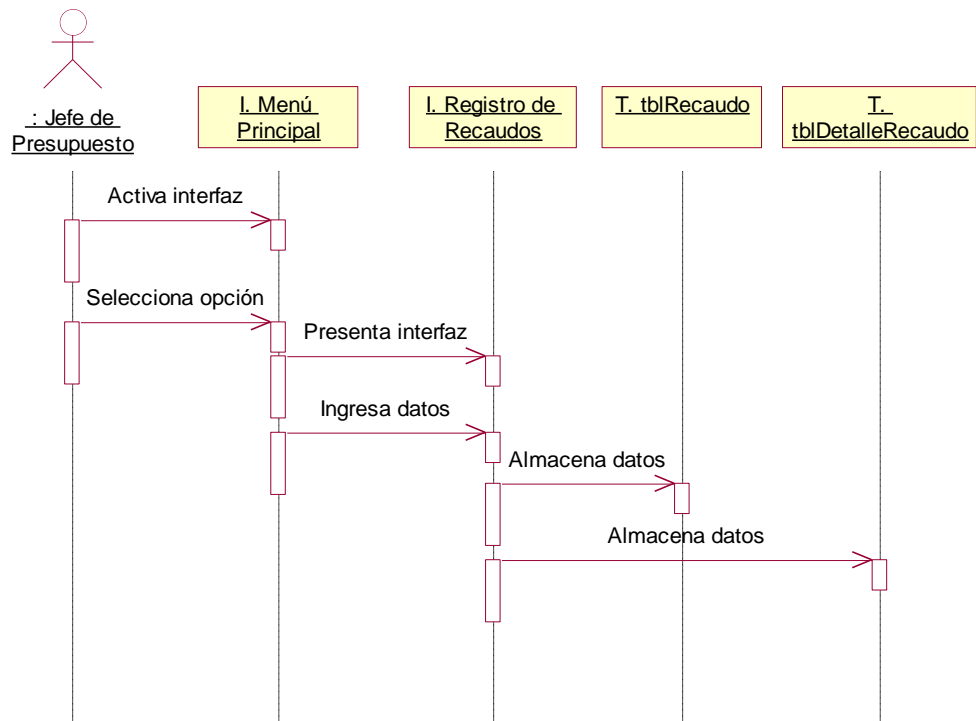 : Jefe de
Presupuesto
I. Menú
Principal
I. Registro de
Recaudos
T. tblRecaudo
T.
tblDetalleRecaudo
Activa interfaz
Selecciona opción
Presenta interfaz
Ingresa datos
Almacena datos
Almacena datos